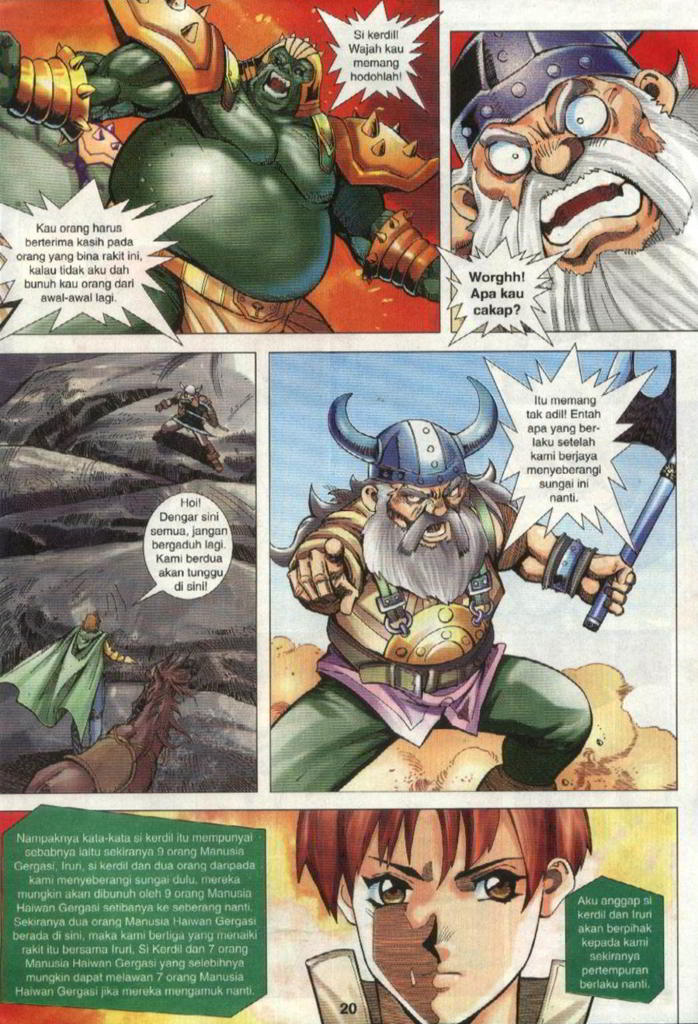 Si kerdil!
Wajah kau
memang
hodohlah!
Kau orang harus
berterima kasih pada
orang yang bina rakit ini,
kalau tidak aku dah
bunuh kau orang dari
awal-awal lagi.
Worghh!
Apa kau
cakap?
Hoi!
Dengar sini
semua, jangan
bergaduh lagi.
Kami berdua
akan tunggu
di sini!
Itu memang
tak adil! Entah
apa yang ber-
laku setelah
kami berjaya
menyeberangi
sungai ini
nanti.
Nampaknya kata-kata si kerdil itu mempunyai
sebabnya iaitu sekiranya 9 orang Manusia
Gergasi, Iruri, si kerdil dan dua orang daripada
kami menyeberangi sungai dulu, mereka
mungkin akan dibunuh oleh 9 orang Manusia
Haiwan Gergasi setibanya ke seberang nanti.
Sekiranya dua orang Manusia Haiwan Gergasi
berada di sini, maka kami bertiga yang menaiki
rakit itu bersama Iruri, Si Kerdil dan 7 orang
Manusia Haiwan Gergasi yang selebihnya
mungkin dapat melawan 7 orang Manusia
Haiwan Gergasi jika mereka mengamuk nanti.
Aku anggap si
kerdil dan Iruri
akan berpihak
kepada kami
sekiranya
pertempuran
berlaku nanti.
20